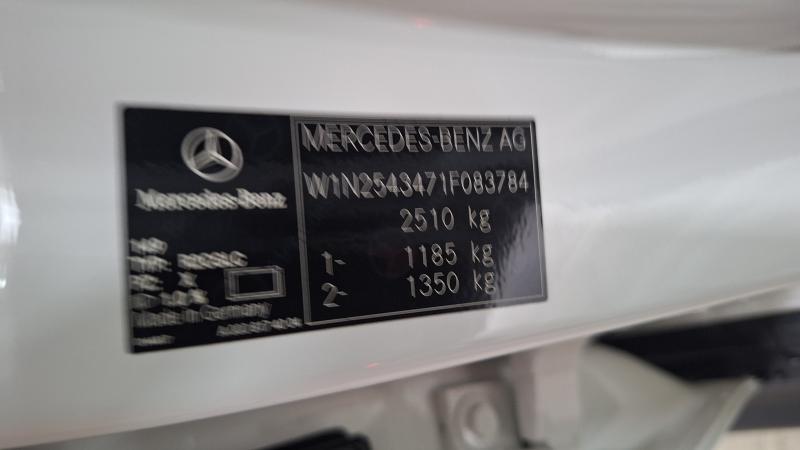 Mercedes-Benz
MERCEDES-BENZ AG
W1N2543471F083784
2510 kg
1- 1185 kg
2- 1350 kg
Made in Germany